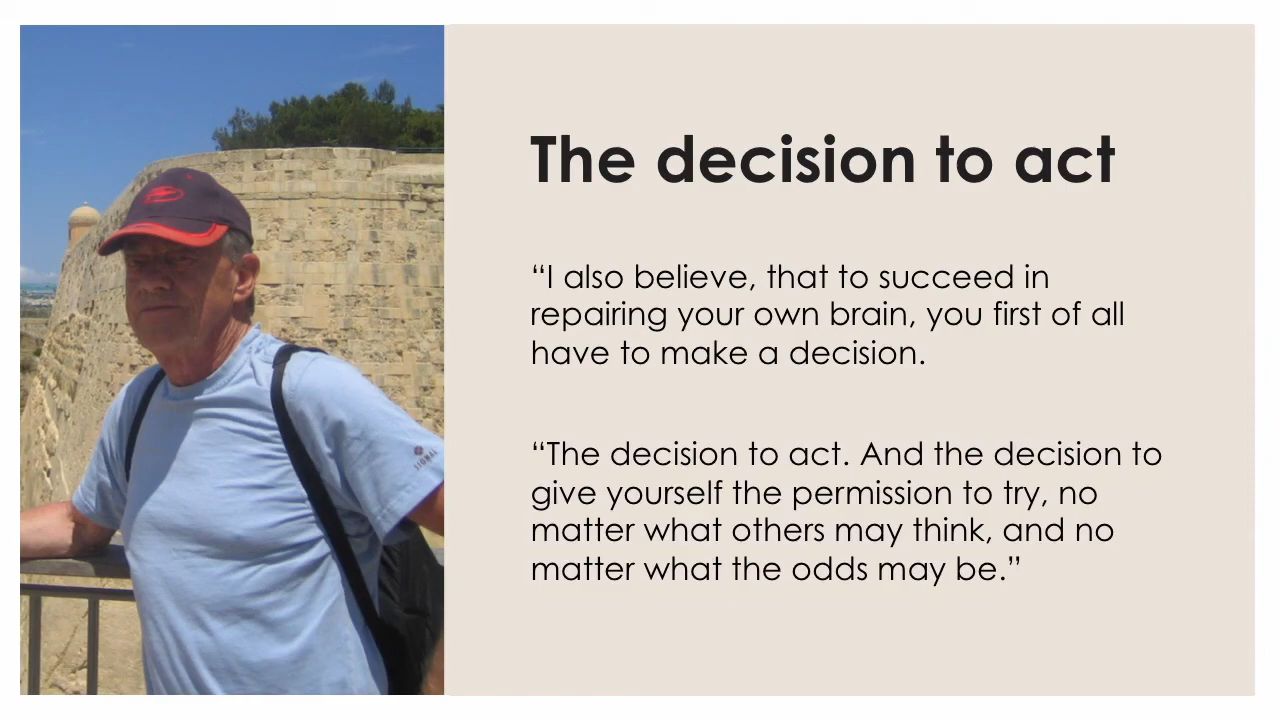 The decision to act
“I also believe, that to succeed in
repairing your own brain, you first of all
have to make a decision.
“The decision to act. And the decision to
give yourself the permission to try, no
matter what others may think, and no
matter what the odds may be.”
SIGNAL